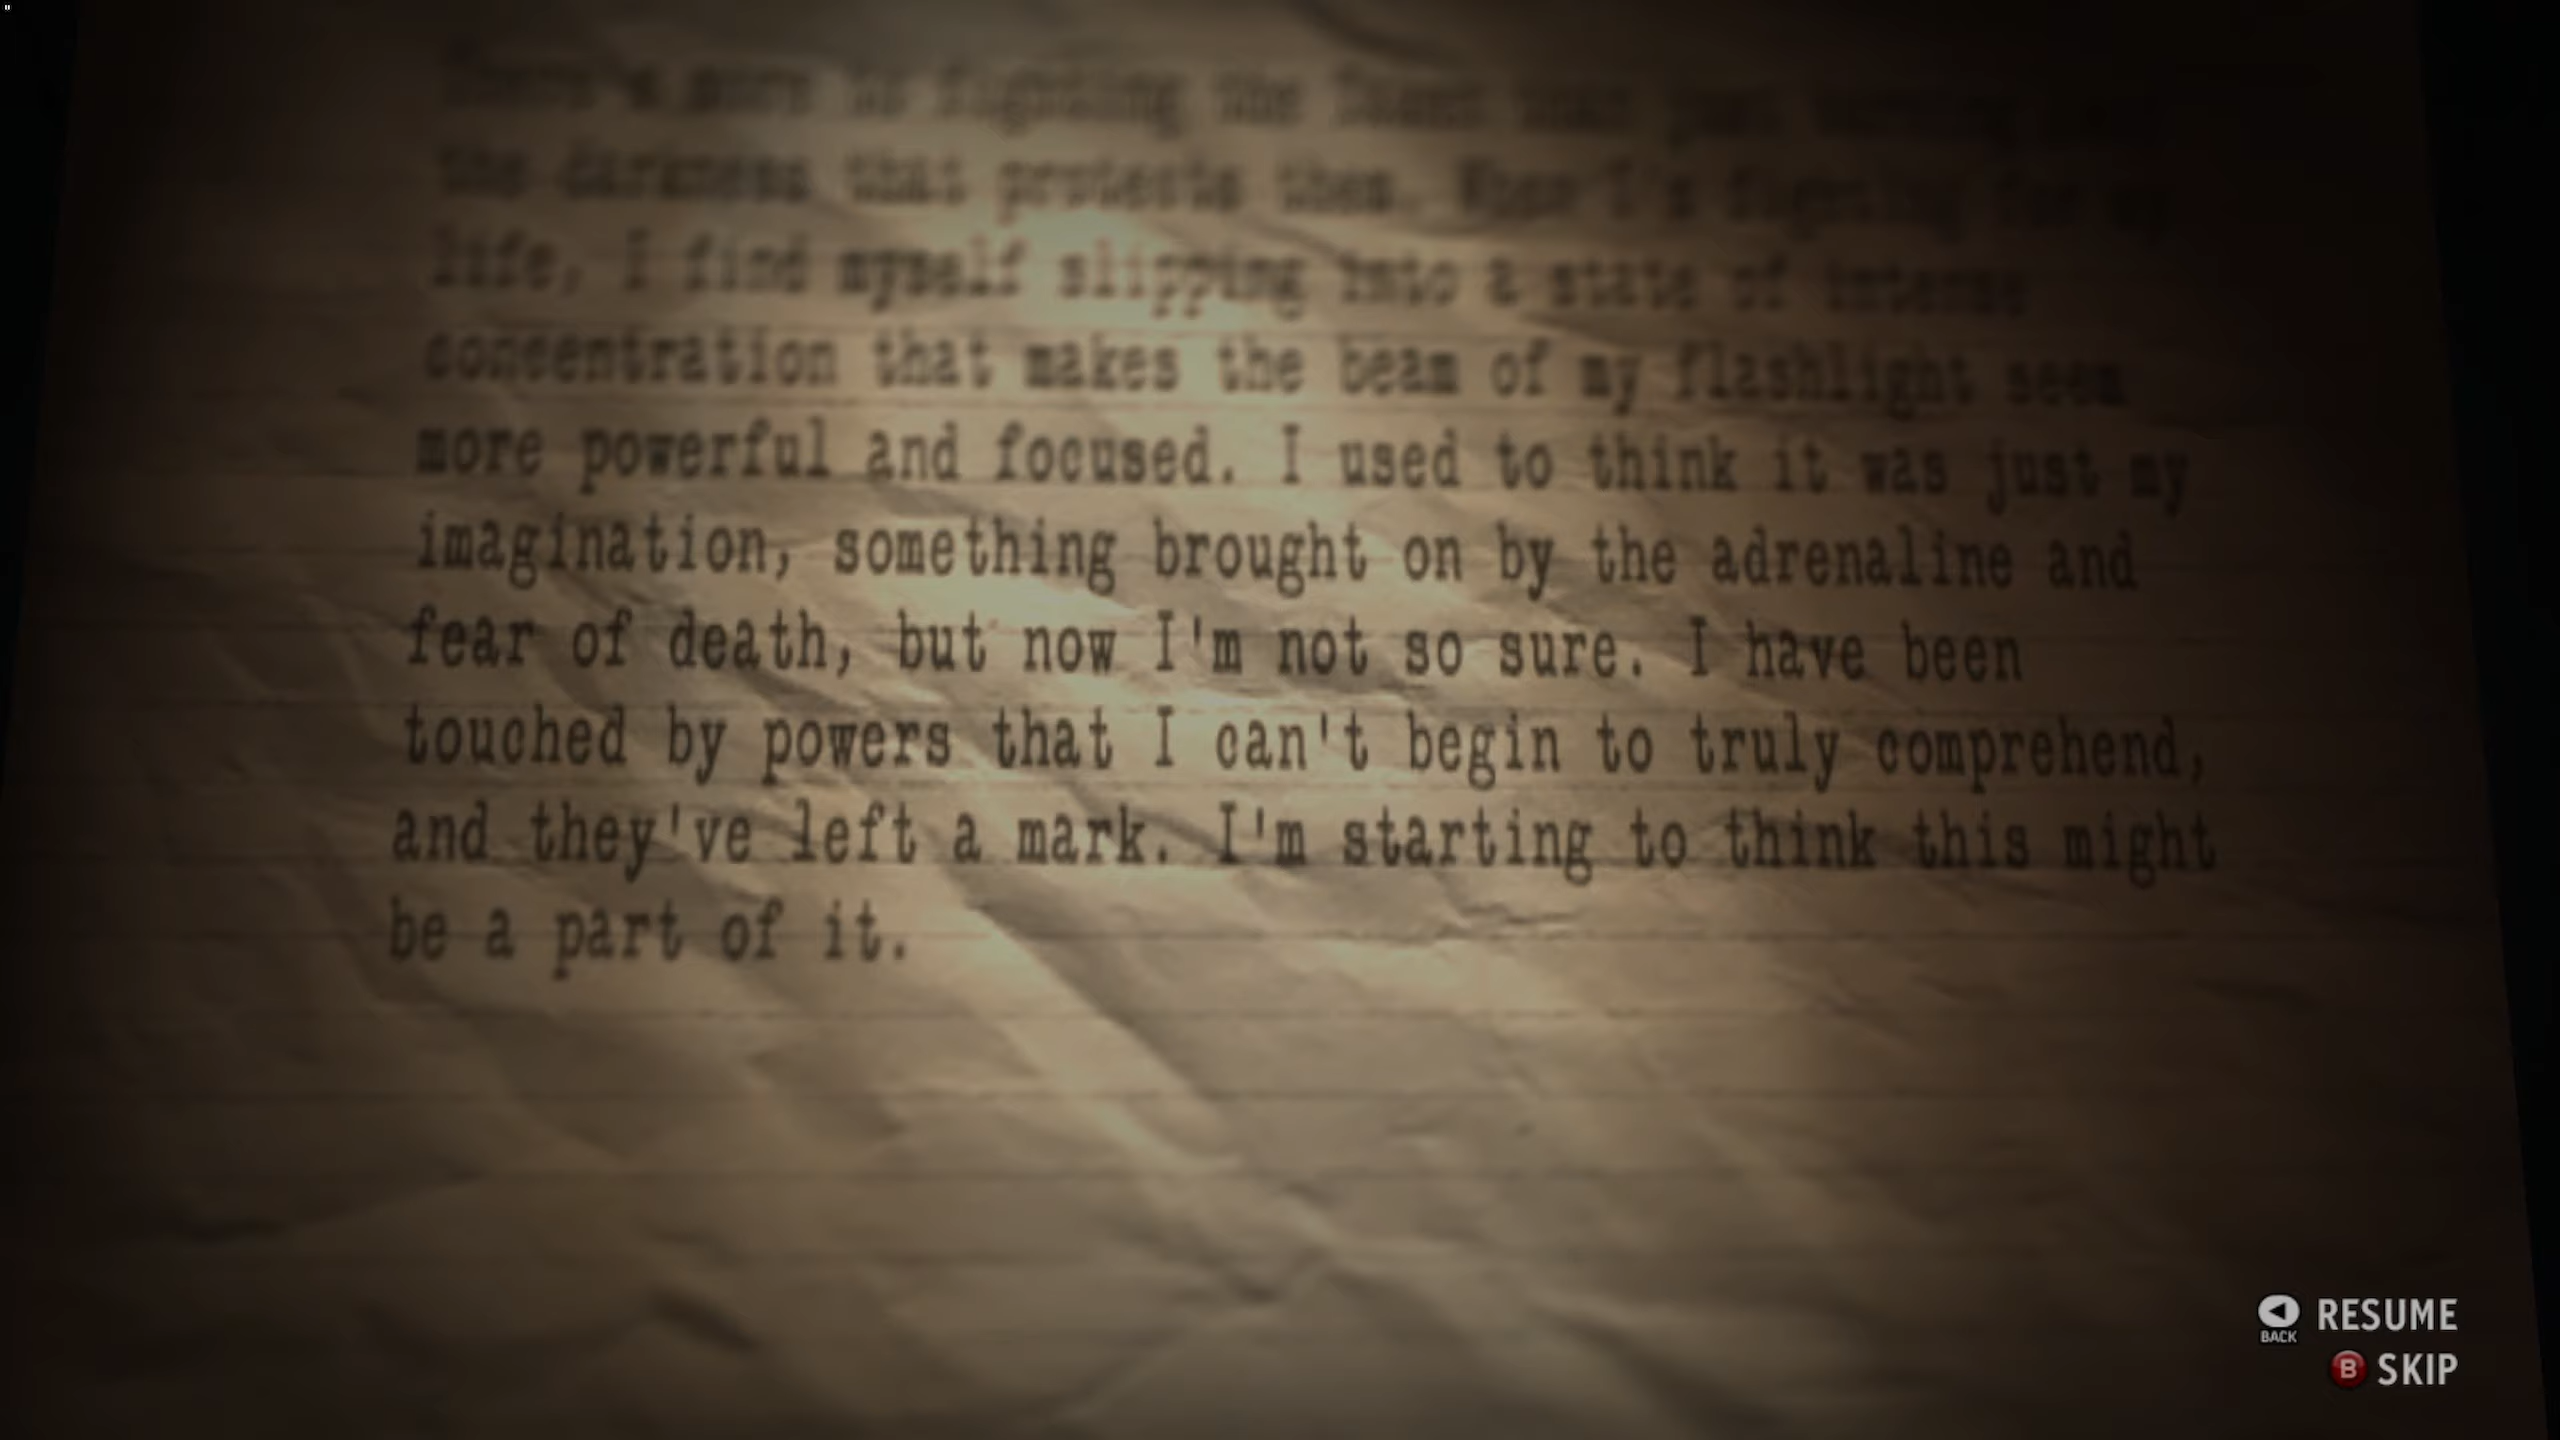 There's more to fighting the Taken than just burning away
the darkness that protects them. When I'm fighting for my
life, I find myself slipping into a state of intense
concentration that makes the beam of my flashlight seem
more powerful and focused. I used to think it was just my
imagination, something brought on by the adrenaline and
fear of death, but now I'm not so sure. I have been
touched by powers that I can't begin to truly comprehend,
and they've left a mark. I'm starting to think this might
be a part of it.
BACK RESUME
B SKIP